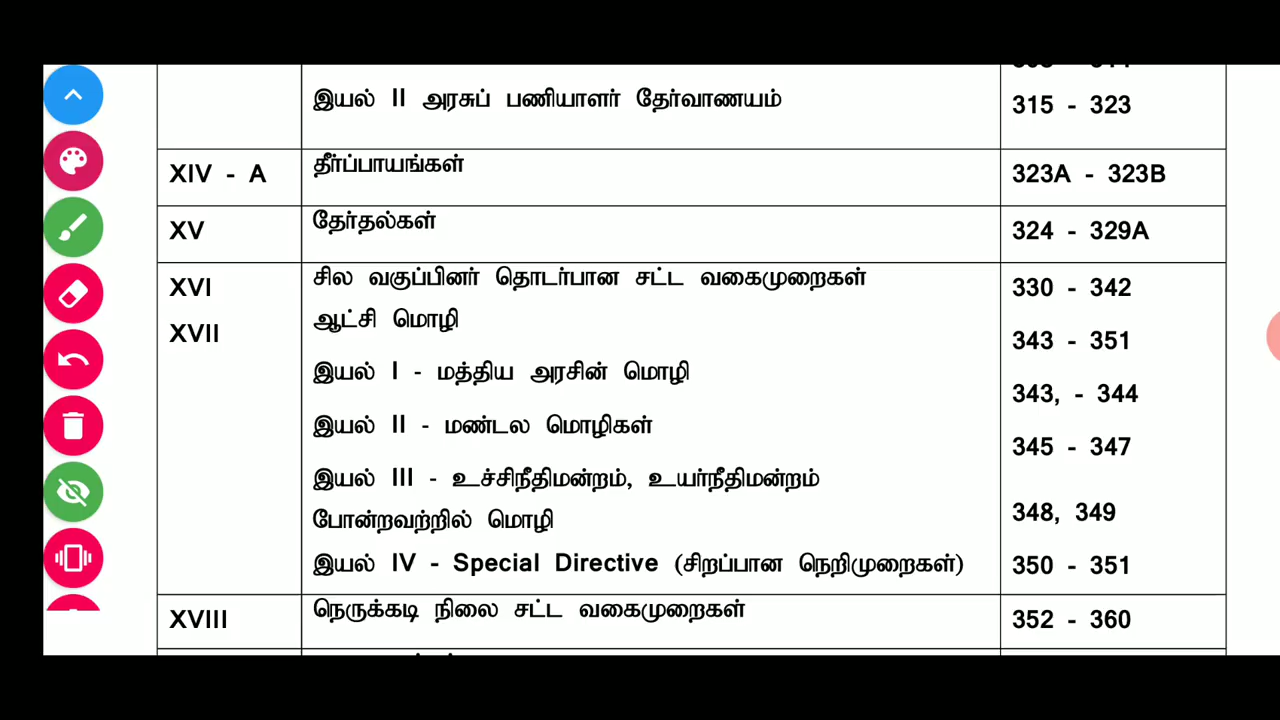 இயல் II அரசுப் பணியாளர் தேர்வாணயம் 315 - 323
XIV - A தீர்ப்பாயங்கள் 323A - 323B
XV தேர்தல்கள் 324 - 329A
XVI சில வகுப்பினர் தொடர்பான சட்ட வகைமுறைகள் 330 - 342
XVII ஆட்சி மொழி 343 - 351
இயல் I - மத்திய அரசின் மொழி 343, - 344
இயல் II - மண்டல மொழிகள் 345 - 347
இயல் III - உச்சிநீதிமன்றம், உயர்நீதிமன்றம்
போன்றவற்றில் மொழி 348, 349
இயல் IV - Special Directive (சிறப்பான நெறிமுறைகள்) 350 - 351
XVIII நெருக்கடி நிலை சட்ட வகைமுறைகள் 352 - 360